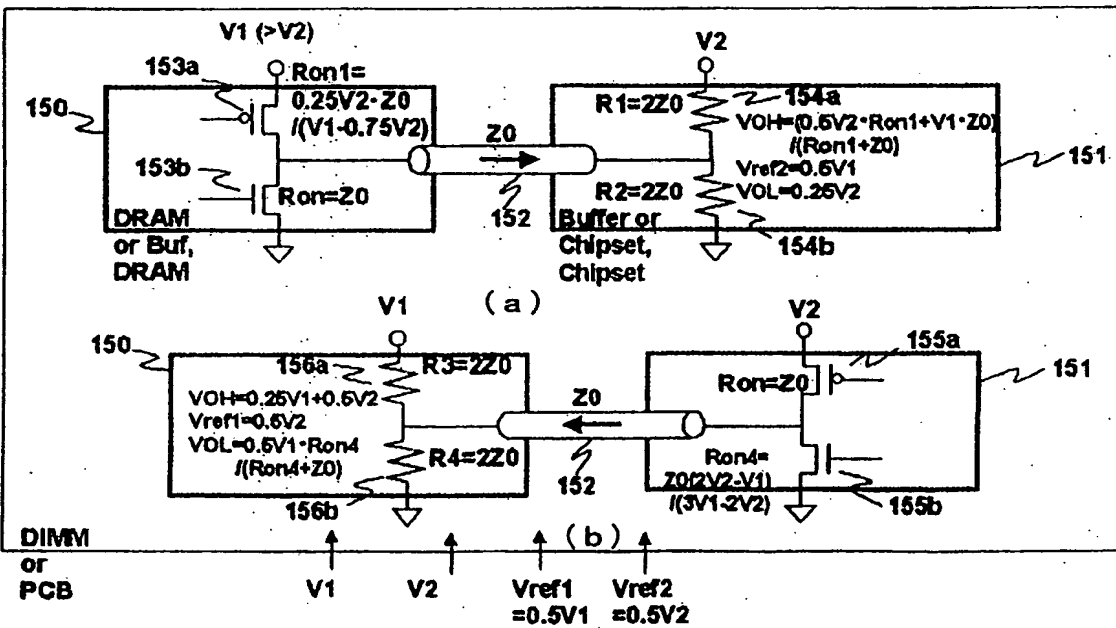 V1 (>V2)
V2
153a
Ron1=
0.25V2·Z0
/(V1-0.75V2)
150
R1=2Z0
154a
VOH=(0.5V2·Ron1+V1·Z0)
/(Ron1+Z0)
Z0
151
153b
Vref2=0.5V1
Ron=Z0
R2=2Z0
VOL=0.25V2
152
DRAM
or Buf,
DRAM
Buffer or
Chipset,
Chipset
154b
(a)
V1
V2
150
155a
156a
R3=2Z0
151
VOH=0.25V1+0.5V2
Z0
Ron=Z0
Vref1=0.5V2
VOL=0.5V1·Ron4
/(Ron4+Z0)
R4=2Z0
Ron4=
Z0(2V2-V1)
/(3V1-2V2)
152
156b
155b
(b)
DIMM
or
PCB
V1
V2
Vref1
=0.5V1
Vref2
=0.5V2